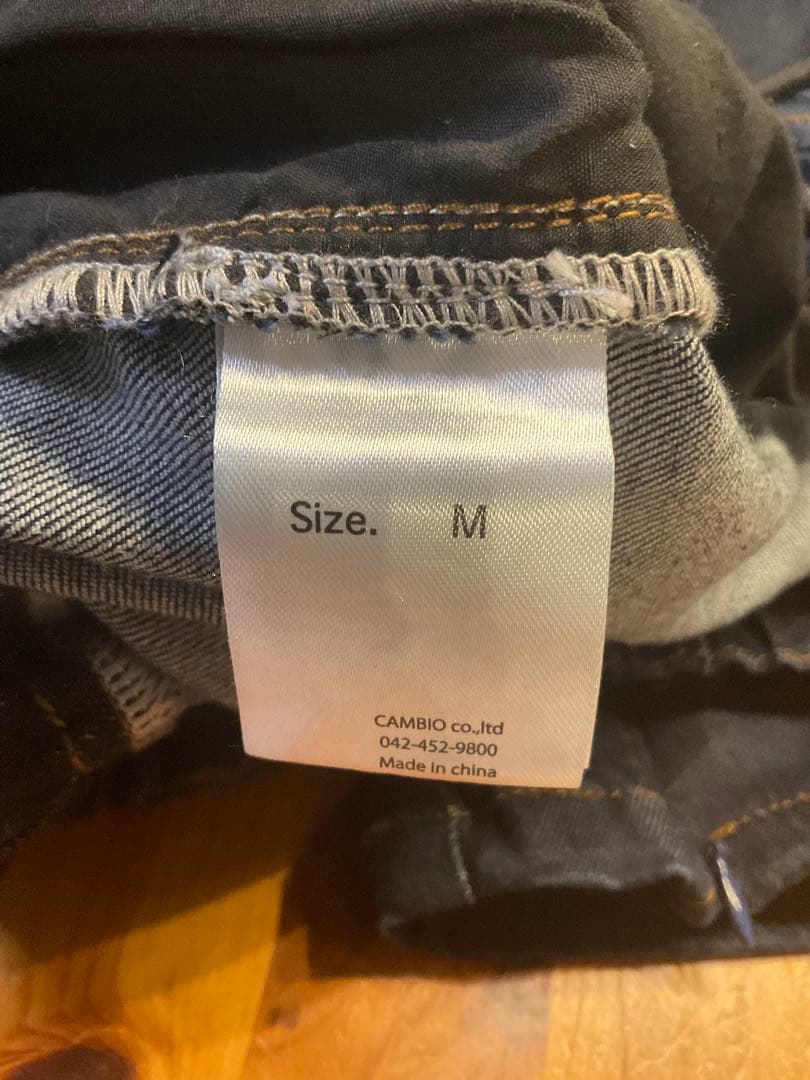 Size. M
CAMBIO co.,ltd
042-452-9800
Made in china